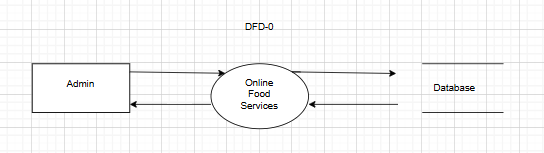 DFD-0
Admin
Online
Food
Services
Database